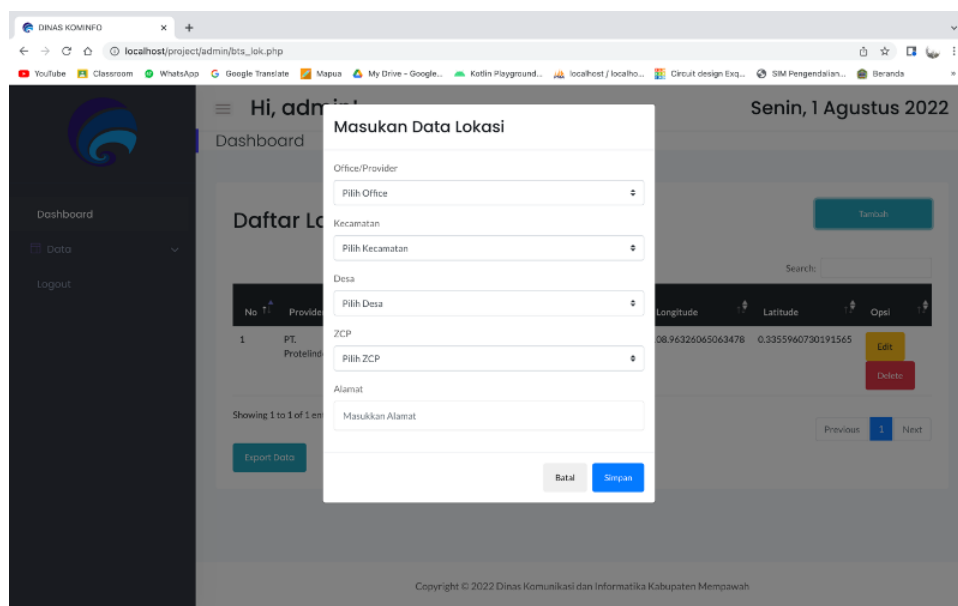 DINAS KOMINFO
localhost/project/admin/bts_lok.php
YouTube Classroom WhatsApp Google Translate Mapua My Drive – Google... Kotlin Playground... localhost / localho... Circuit design Exq... SIM Pengendalian... Beranda
Hi, admin!
Senin, 1 Agustus 2022
Dashboard
Dashboard
Data
Logout
Masukan Data Lokasi
Office/Provider
Pilih Office
Kecamatan
Pilih Kecamatan
Desa
Pilih Desa
ZCP
Pilih ZCP
Alamat
Masukkan Alamat
Batal Simpan
Daftar Lo
Tambah
Search:
No Provide Longitude Latitude Opsi
1 PT. 08.96326065063478 0.3355960730191565 Edit
Protelind Delete
Showing 1 to 1 of 1 en
Previous 1 Next
Export Data
Copyright © 2022 Dinas Komunikasi dan Informatika Kabupaten Mempawah